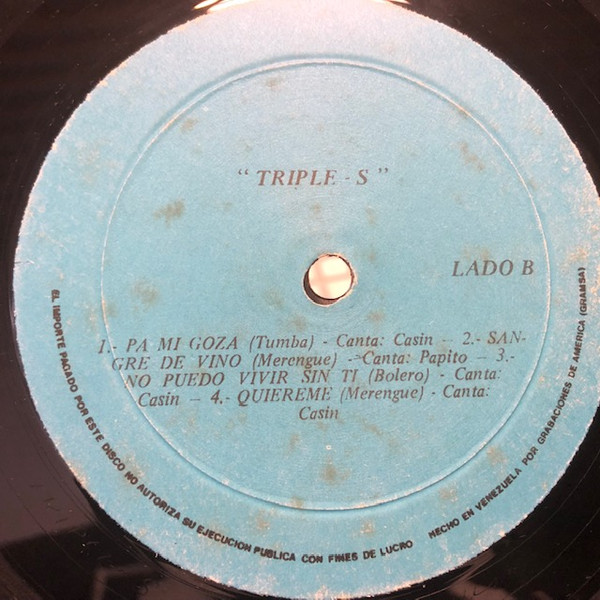 " TRIPLE - S "
LADO B
1.- PA MI GOZA (Tumba) - Canta: Casin – 2.- SAN-
GRE DE VINO (Merengue) - Canta: Papito – 3.-
NO PUEDO VIVIR SIN TI (Bolero) - Canta:
Casin – 4.- QUIEREME (Merengue) - Canta:
Casin
EL IMPORTE PAGADO POR ESTE DISCO NO AUTORIZA SU EJECUCION PUBLICA CON FINES DE LUCRO HECHO EN VENEZUELA POR GRABACIONES DE AMERICA (GRAMSA)